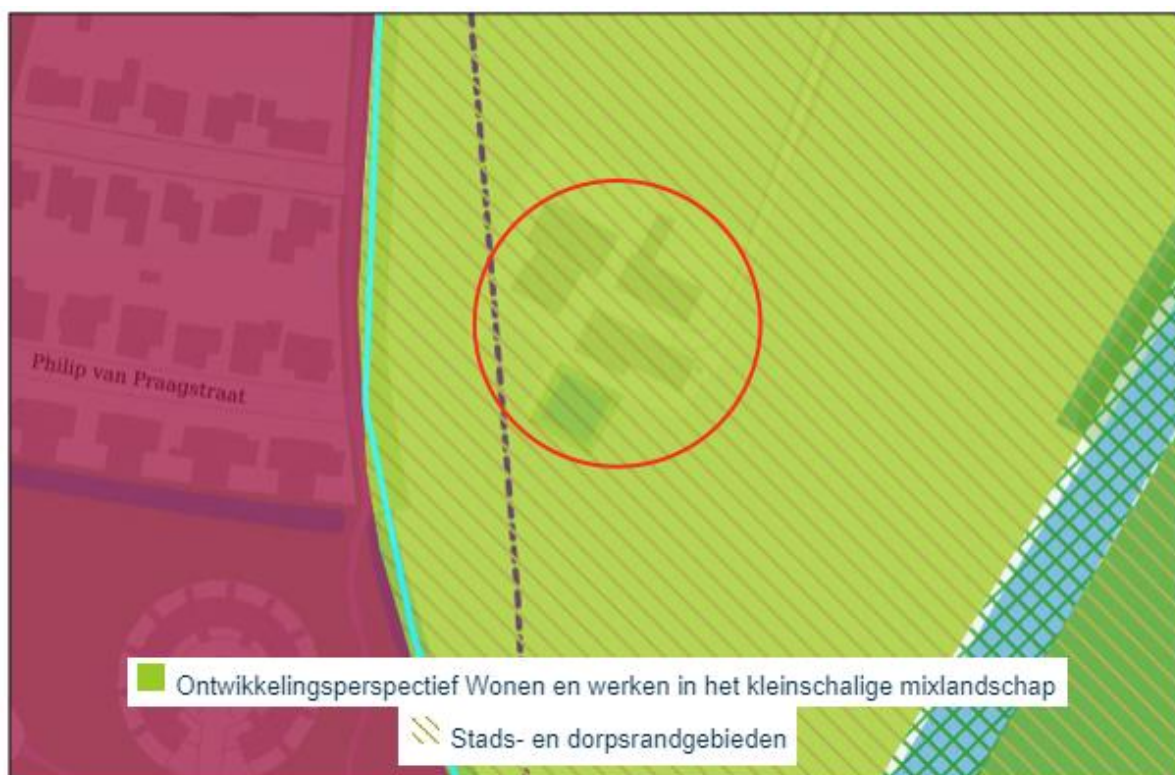 Philip van Praagstraat
Ontwikkelingsperspectief Wonen en werken in het kleinschalige mixlandschap
Stads- en dorpsrandgebieden